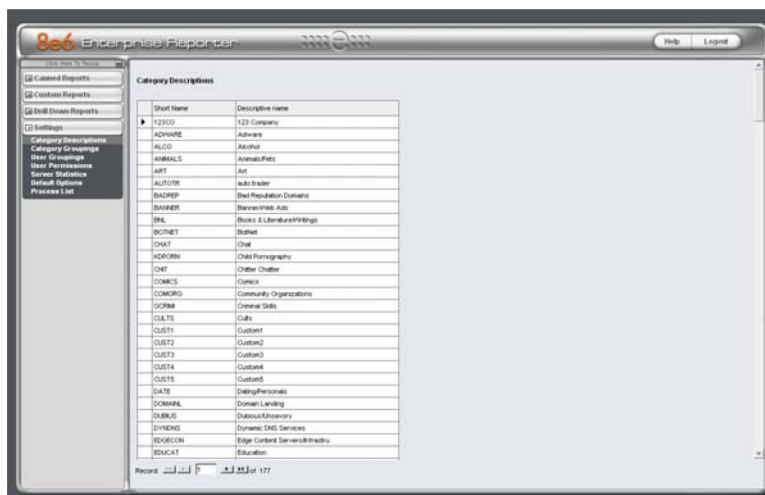 8e6 Enterprise Reporter
Help Logout
Click Here To Pause
Canned Reports
Custom Reports
Drill Down Reports
Settings
Category Descriptions
Category Groupings
User Groupings
User Permissions
Server Statistics
Default Options
Process List
Category Descriptions
Short Name Descriptive name
123CO 123 Company
ADWARE Adware
ALCO Alcohol
ANIMALS Animals/Pets
ART Art
AUTOTR auto trader
BADREP Bad Reputation Domains
BANNER Banner/Web Ads
BNL Books & Literature/Writings
BOTNET BotNet
CHAT Chat
KDPORN Child Pornography
CHIT Chitter Chatter
COMICS Comics
COMORG Community Organizations
GCRIMI Criminal Skills
CULTS Cults
CUST1 Custom1
CUST2 Custom2
CUST3 Custom3
CUST4 Custom4
CUST5 Custom5
DATE Dating/Personals
DOMAINL Domain Landing
DUBIUS Dubious/Unsavory
DYNDNS Dynamic DNS Services
EDGECON Edge Content Servers/Infrastru
EDUCAT Education
Record 1 of 177